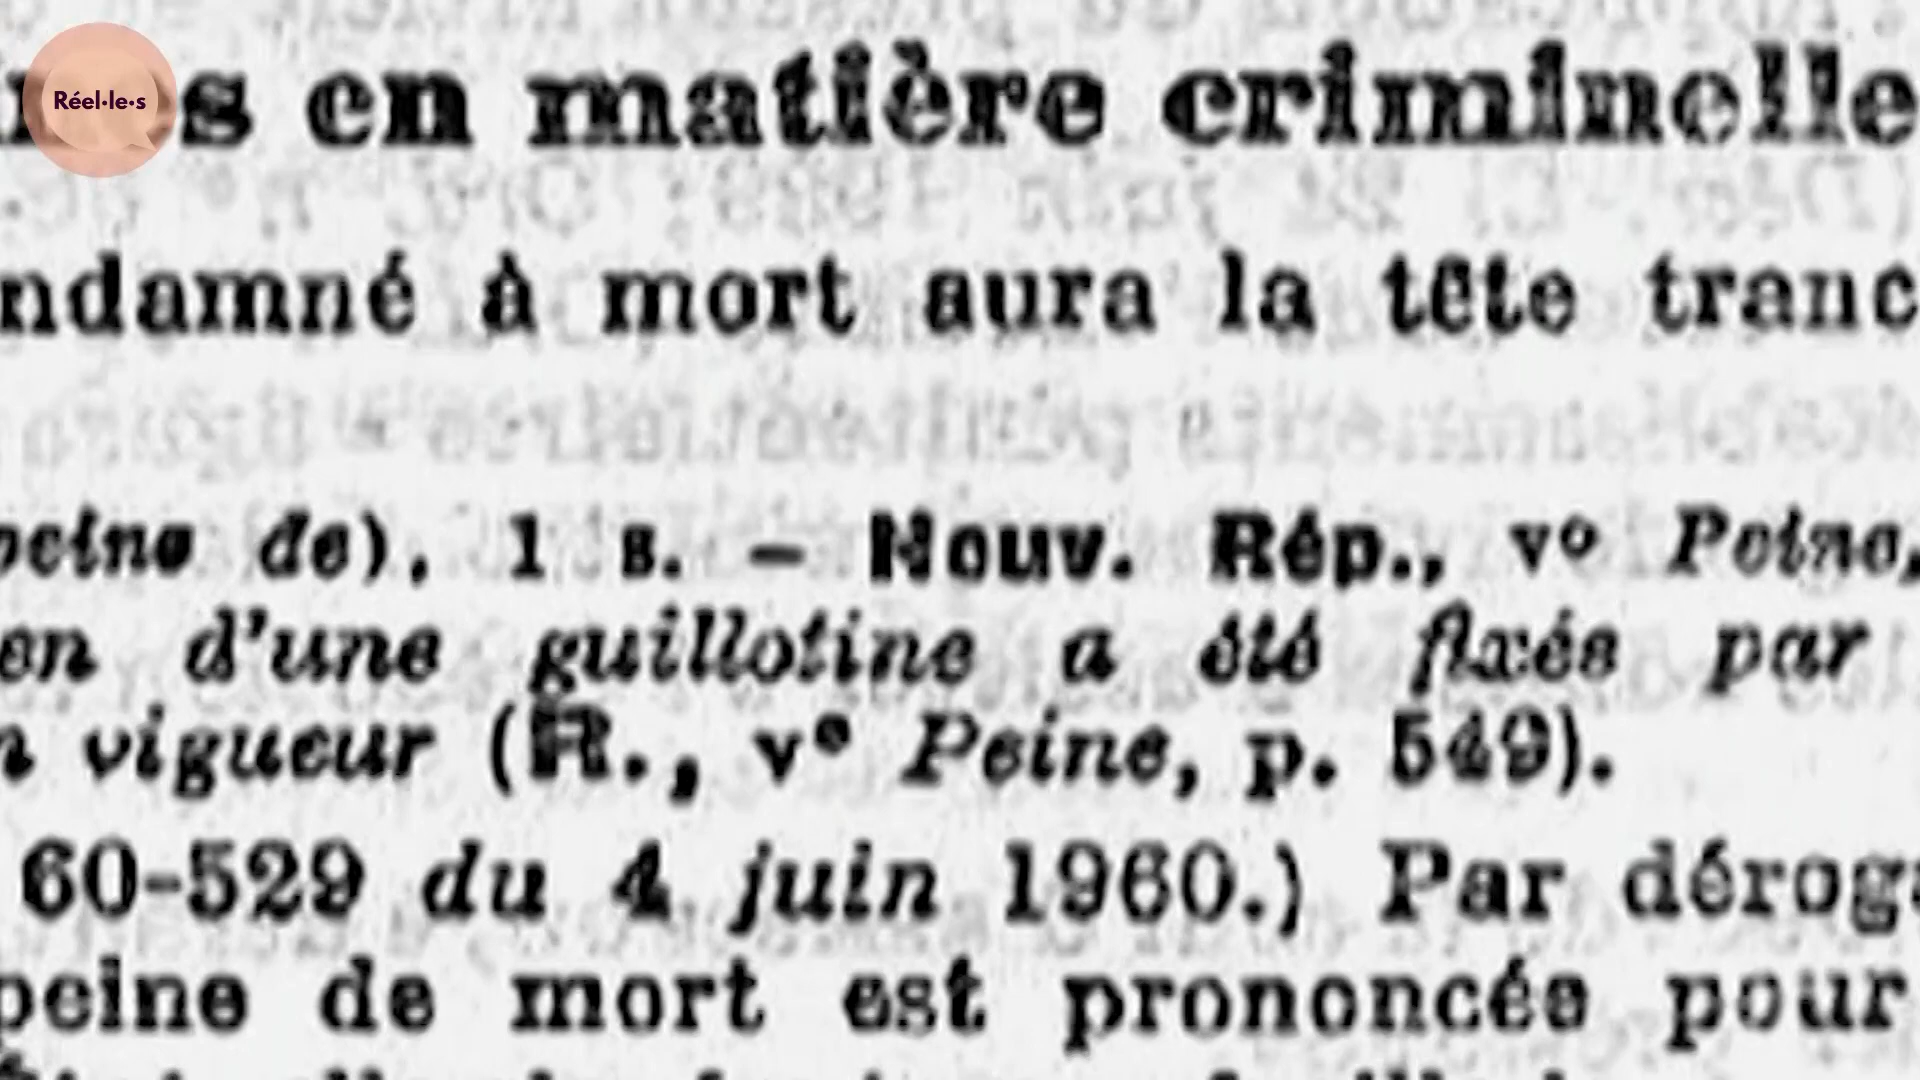 Réel·le·s
s en matière criminelle
ndamné à mort aura la tête tranc
peine de), 1 s. — Nouv. Rép., vº Peine,
en d'une guillotine a été fixée par
n vigueur (R., vº Peine, p. 549).
60-529 du 4 juin 1960.) Par déroga
peine de mort est prononcée pour